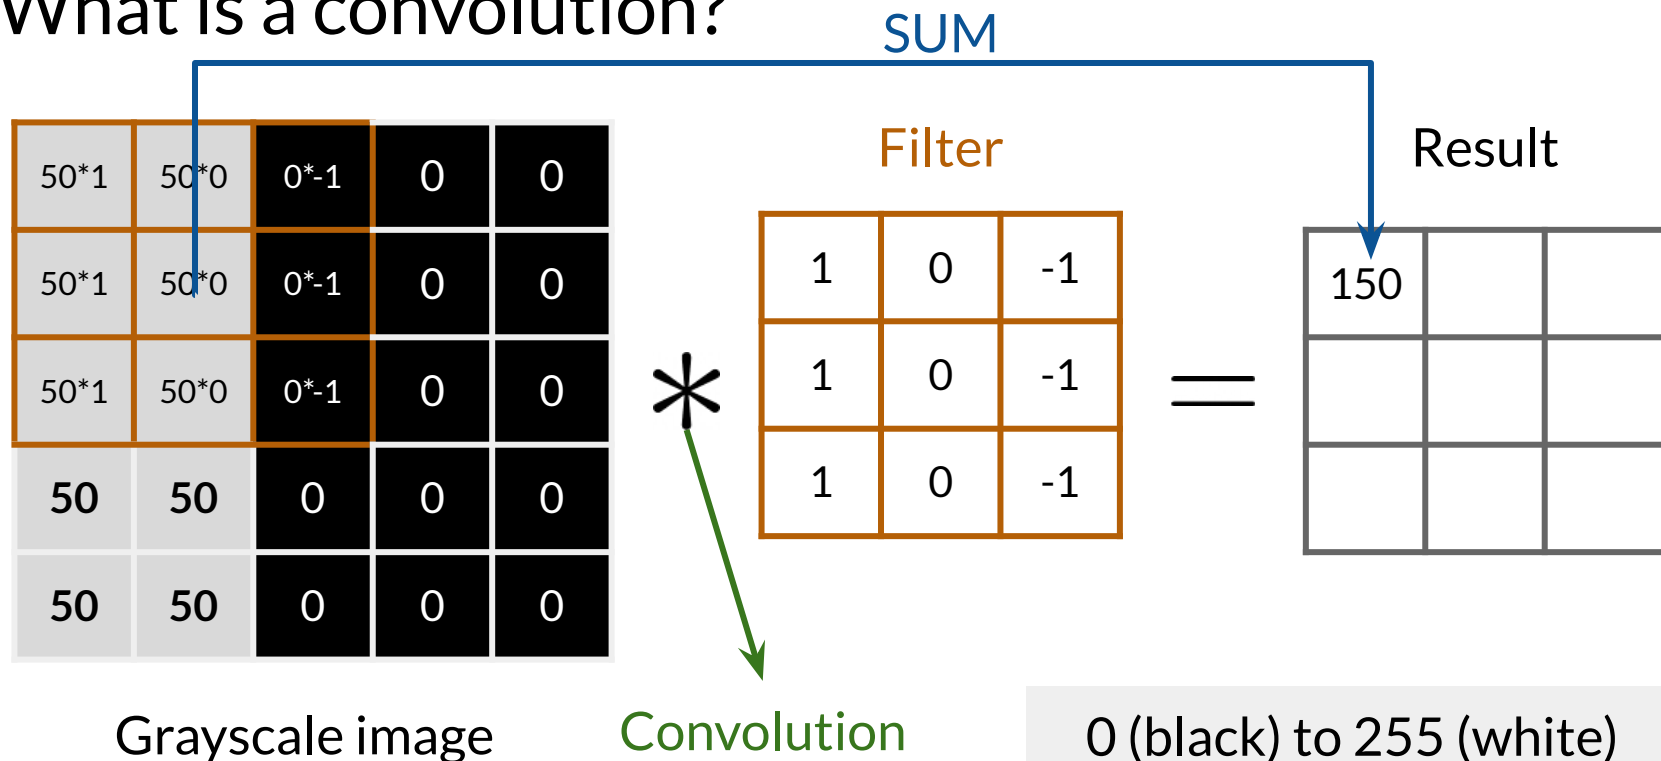 What is a convolution?
SUM
50*1 50*0 0*-1 0 0
50*1 50*0 0*-1 0 0
50*1 50*0 0*-1 0 0
50 50 0 0 0
50 50 0 0 0
Grayscale image
*
Convolution
Filter
1 0 -1
1 0 -1
1 0 -1
=
Result
150
0 (black) to 255 (white)